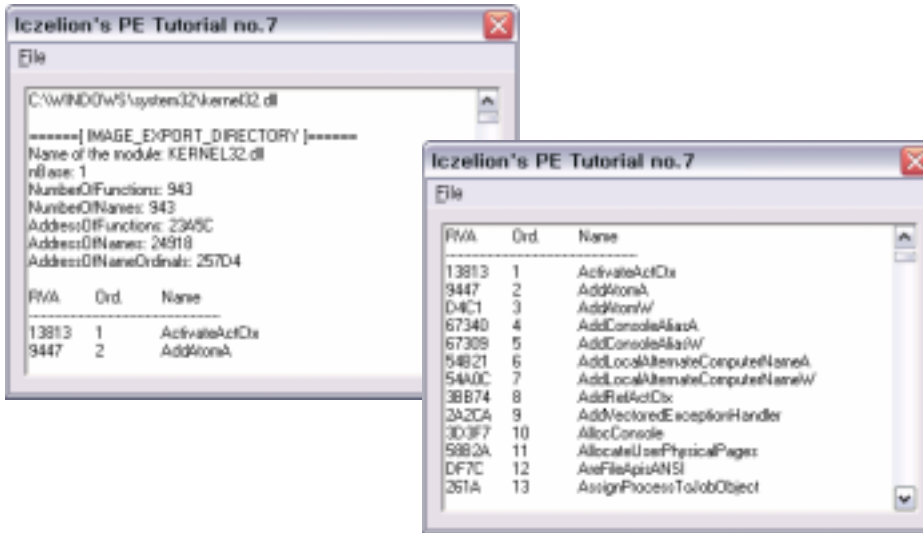 Iczelion's PE Tutorial no.7
File
C:\WINDOWS\system32\kernel32.dll
======[ IMAGE_EXPORT_DIRECTORY ]======
Name of the module: KERNEL32.dll
nBase: 1
NumberOfFunctions: 943
NumberOfNames: 943
AddressOfFunctions: 23A5C
AddressOfNames: 24918
AddressOfNameOrdinals: 257D4
RVA Ord. Name
----------------------------------------------
13813 1 ActivateActCtx
9447 2 AddAtomA
Iczelion's PE Tutorial no.7
File
RVA Ord. Name
----------------------------------------------
13813 1 ActivateActCtx
9447 2 AddAtomA
D4C1 3 AddAtomW
67340 4 AddConsoleAliasA
67309 5 AddConsoleAliasW
54B21 6 AddLocalAlternateComputerNameA
54A0C 7 AddLocalAlternateComputerNameW
3BB74 8 AddRefActCtx
2A2CA 9 AddVectoredExceptionHandler
3D3F7 10 AllocConsole
5882A 11 AllocateUserPhysicalPages
DF7C 12 AreFileApisANSI
261A 13 AssignProcessToJobObject